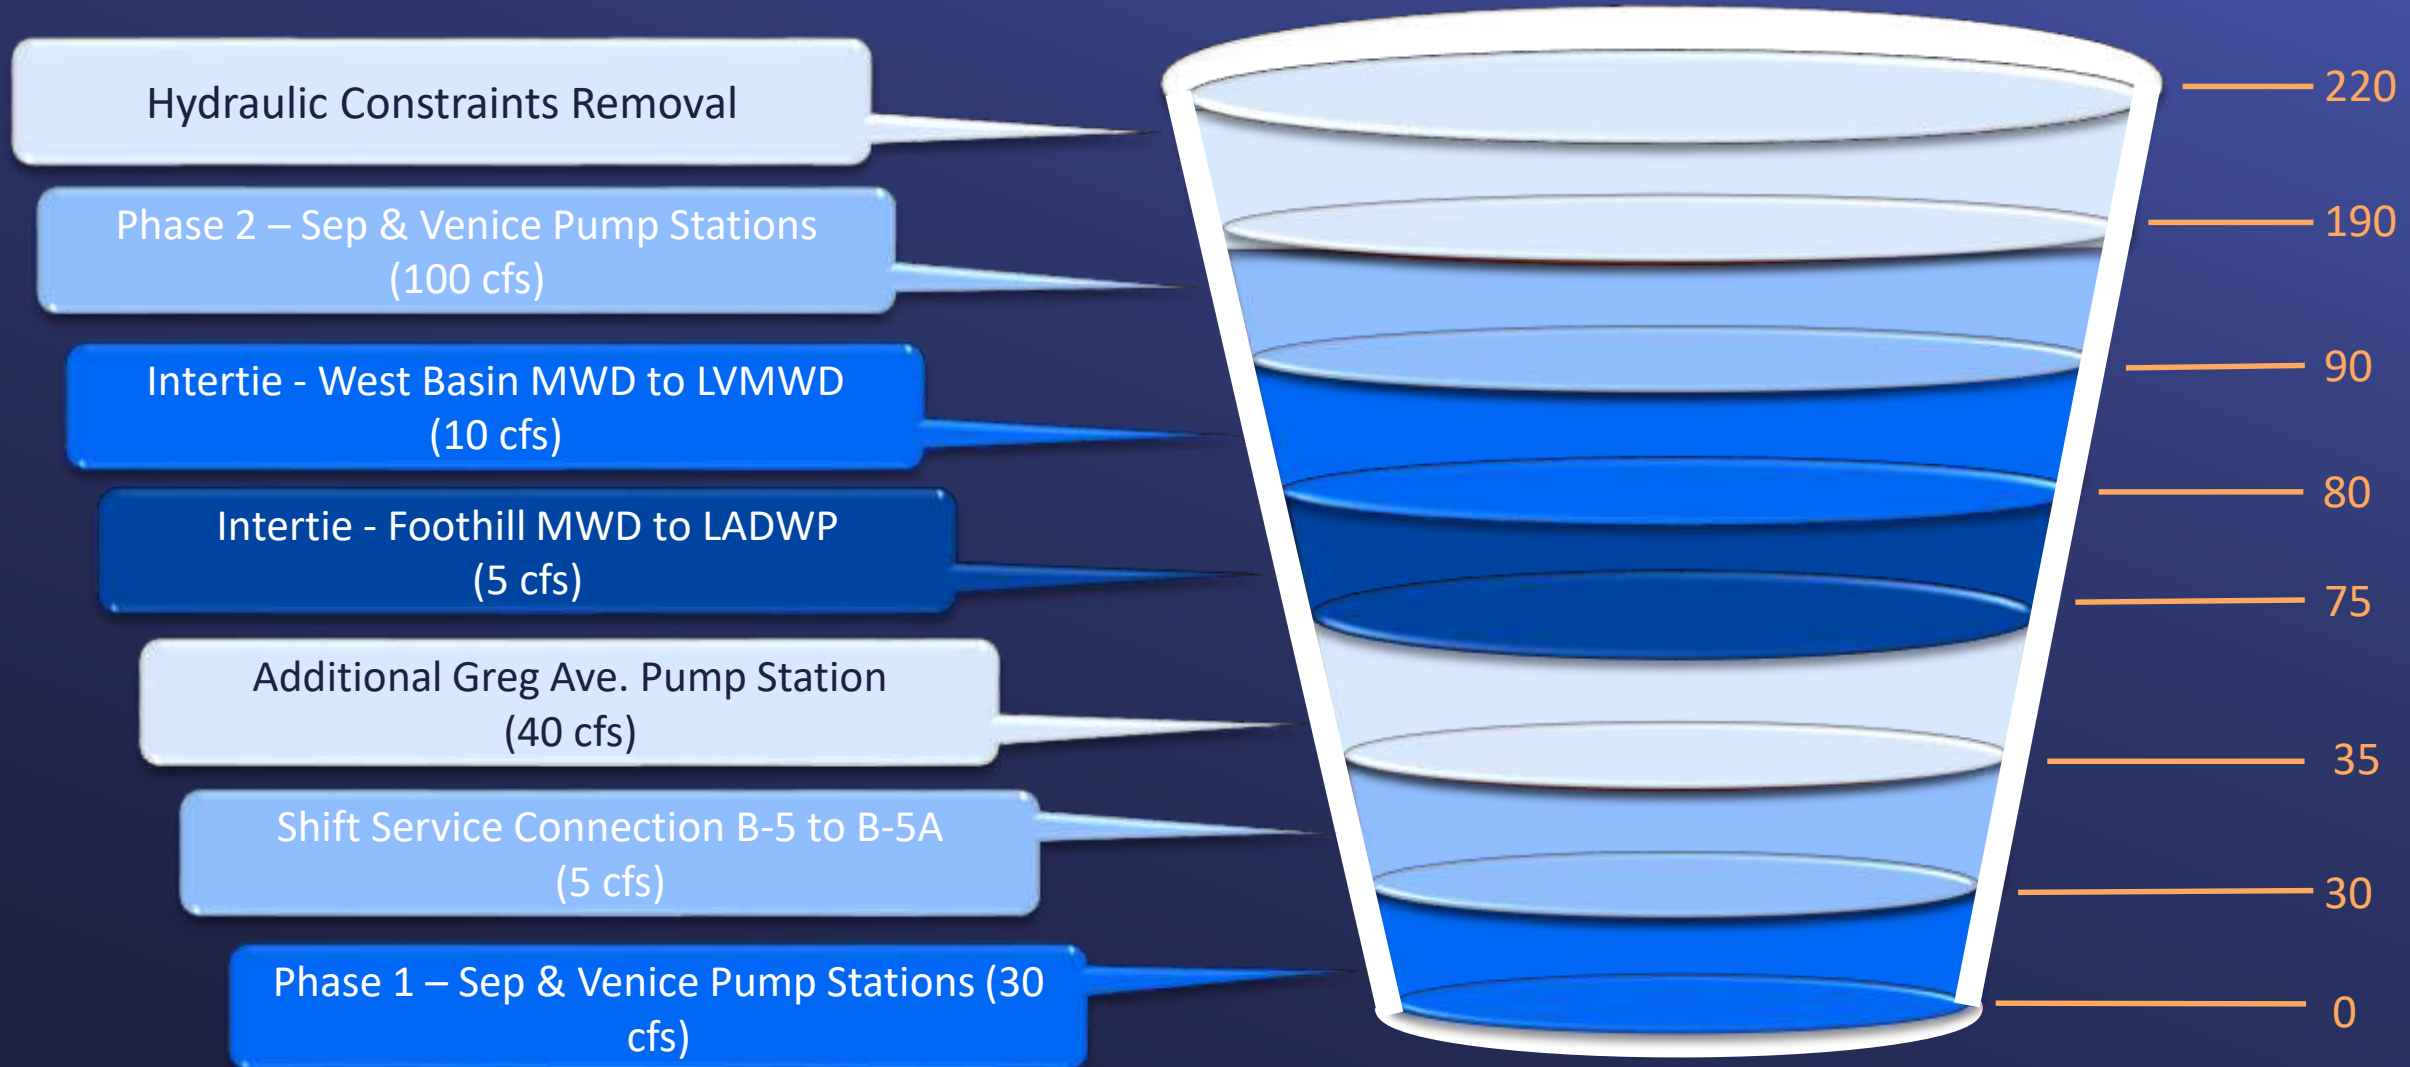 Hydraulic Constraints Removal
220
Phase 2 – Sep & Venice Pump Stations
(100 cfs)
190
Intertie - West Basin MWD to LVMWD
(10 cfs)
90
Intertie - Foothill MWD to LADWP
(5 cfs)
80
75
Additional Greg Ave. Pump Station
(40 cfs)
35
Shift Service Connection B-5 to B-5A
(5 cfs)
30
Phase 1 – Sep & Venice Pump Stations (30
cfs)
0